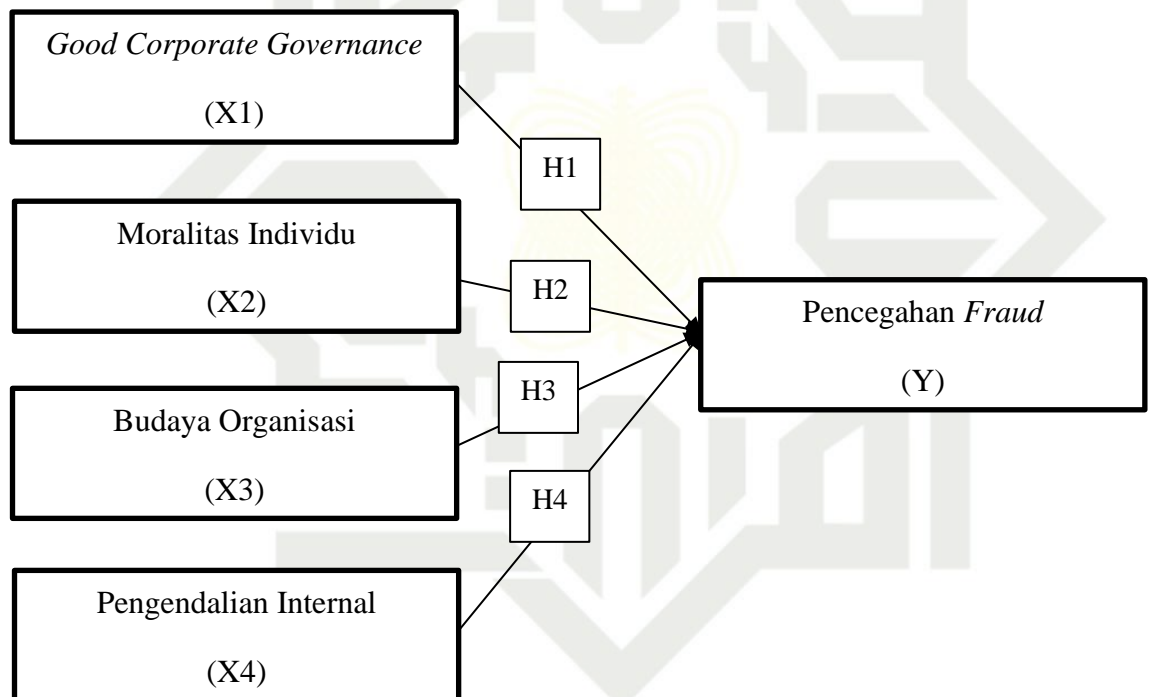 Good Corporate Governance
(X1)
H1
Moralitas Individu
(X2)
H2
Budaya Organisasi
(X3)
H3
Pengendalian Internal
(X4)
H4
Pencegahan Fraud
(Y)